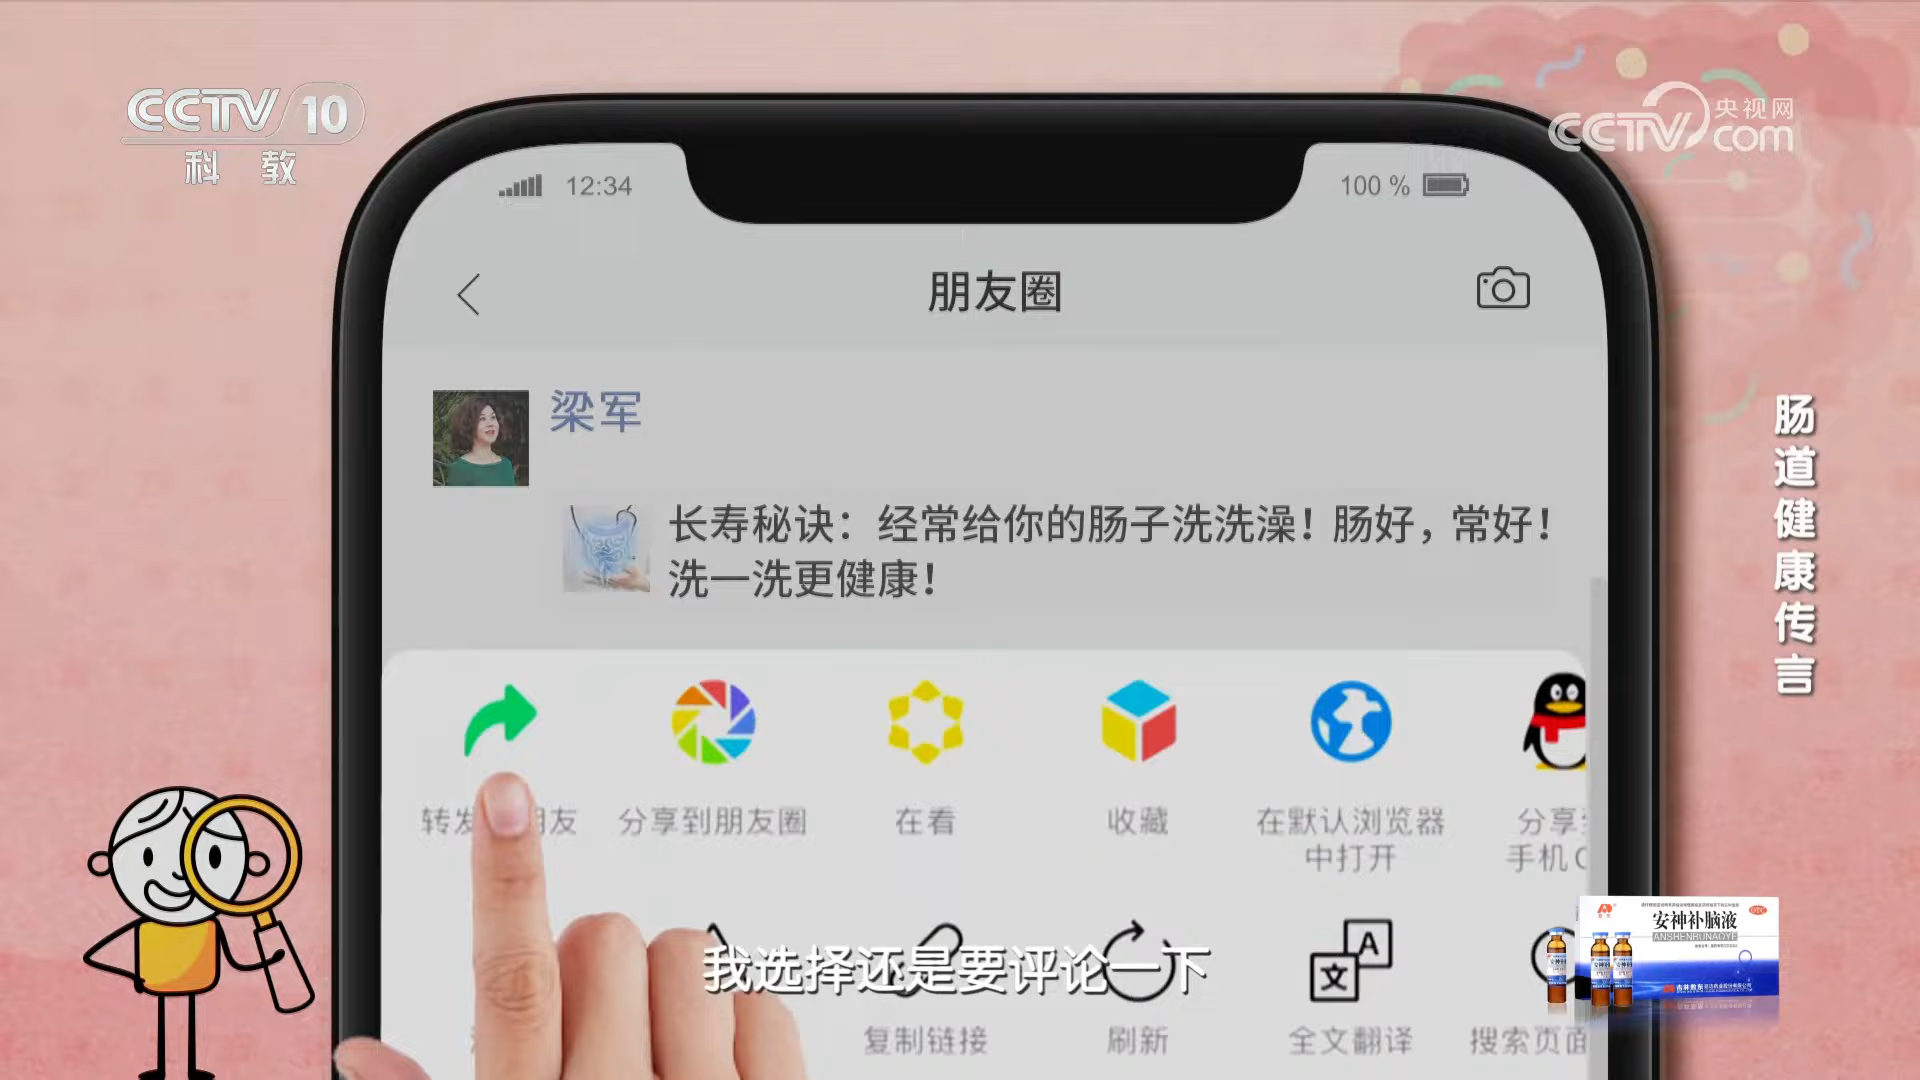 CCTV 10
科教
央视网
CCTV.com
12:34
100 %
朋友圈
梁军
长寿秘诀：经常给你的肠子洗洗澡！肠好，常好！
洗一洗更健康！
肠道健康传言
分享到朋友圈
在看
收藏
在默认浏览器
中打开
分享
手机
转发
朋友
我选择还是要评论一下
复制链接
刷新
全文翻译
搜索页面
安神补脑液
ANSHENBUNAOYE
OTC